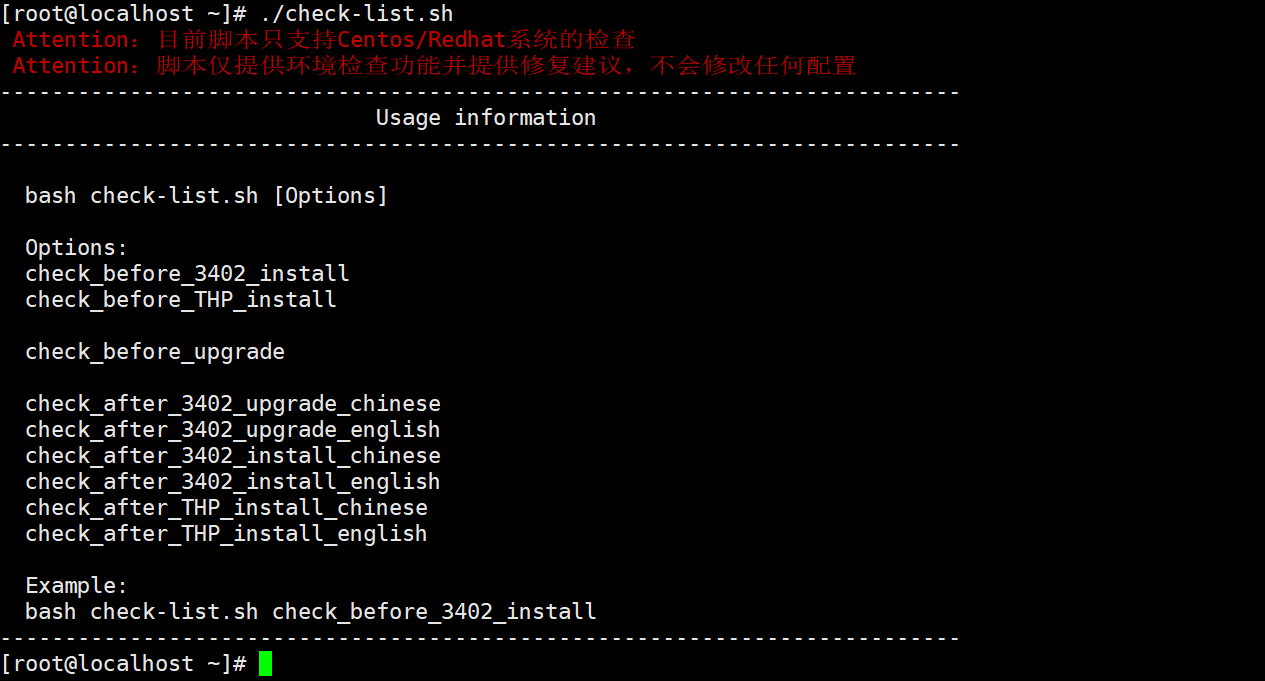 [root@localhost ~]# ./check-list.sh
Attention：目前脚本只支持Centos/Redhat系统的检查
Attention：脚本仅提供环境检查功能并提供修复建议，不会修改任何配置
--------------------------------------------------------------------------
Usage information
--------------------------------------------------------------------------
bash check-list.sh [Options]
Options:
check_before_3402_install
check_before_THP_install
check_before_upgrade
check_after_3402_upgrade_chinese
check_after_3402_upgrade_english
check_after_3402_install_chinese
check_after_3402_install_english
check_after_THP_install_chinese
check_after_THP_install_english
Example:
bash check-list.sh check_before_3402_install
--------------------------------------------------------------------------
[root@localhost ~]#